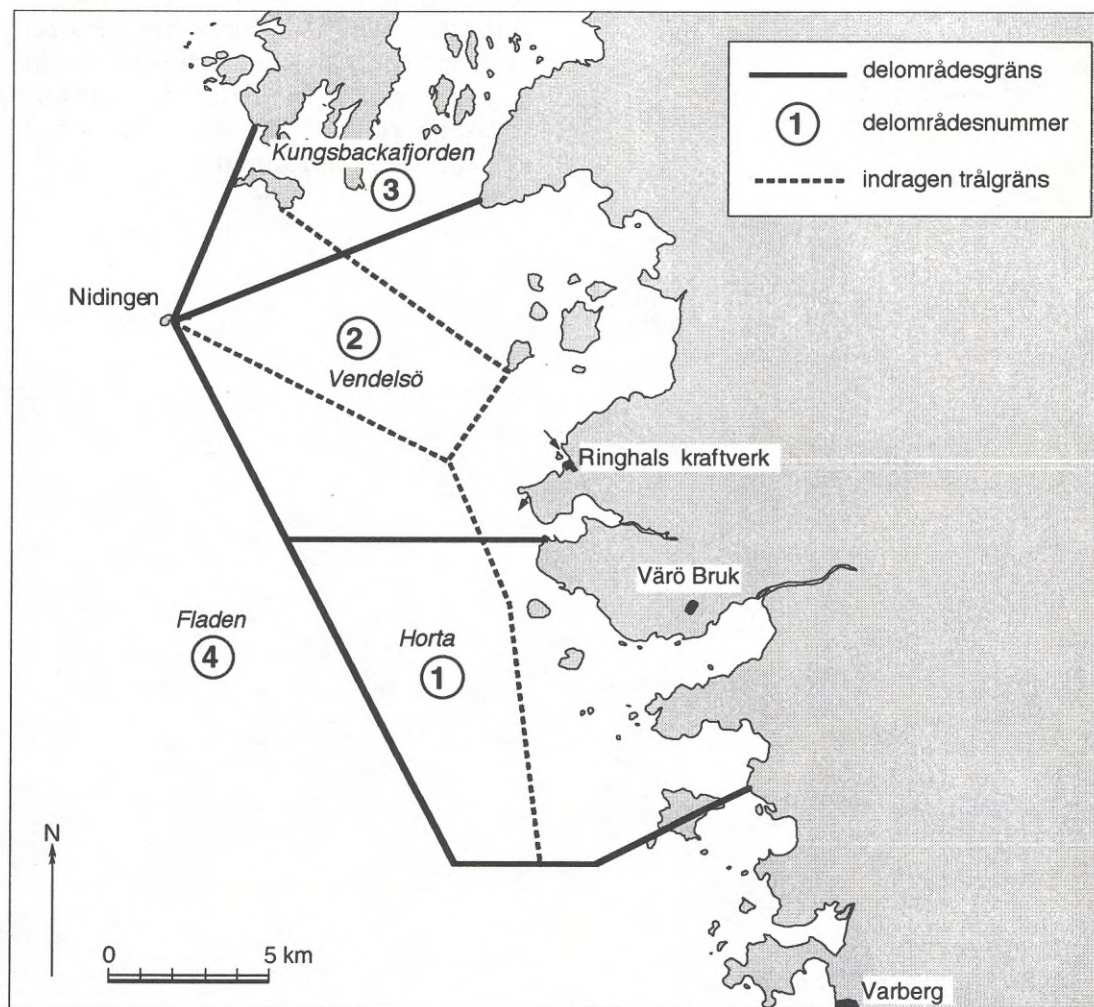 delområdesgräns
1 delområdesnummer
indragen trålgräns
Kungsbackafjorden
3
Nidingen
2
Vendelsö
Ringhals kraftverk
Värö Bruk
Fladen
4
Horta
1
N
0 5 km
Varberg